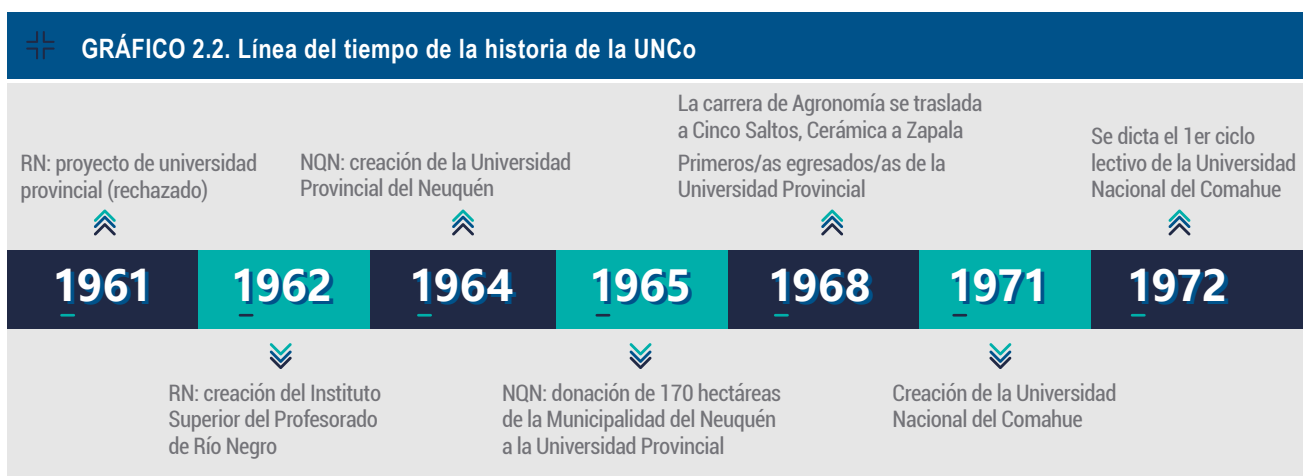 GRÁFICO 2.2. Línea del tiempo de la historia de la UNCo
RN: proyecto de universidad
provincial (rechazado)
NQN: creación de la Universidad
Provincial del Neuquén
La carrera de Agronomía se traslada
a Cinco Saltos, Cerámica a Zapala
Primeros/as egresados/as de la
Universidad Provincial
Se dicta el 1er ciclo
lectivo de la Universidad
Nacional del Comahue
1961
1962
1964
1965
1968
1971
1972
RN: creación del Instituto
Superior del Profesorado
de Río Negro
NQN: donación de 170 hectáreas
de la Municipalidad del Neuquén
a la Universidad Provincial
Creación de la Universidad
Nacional del Comahue